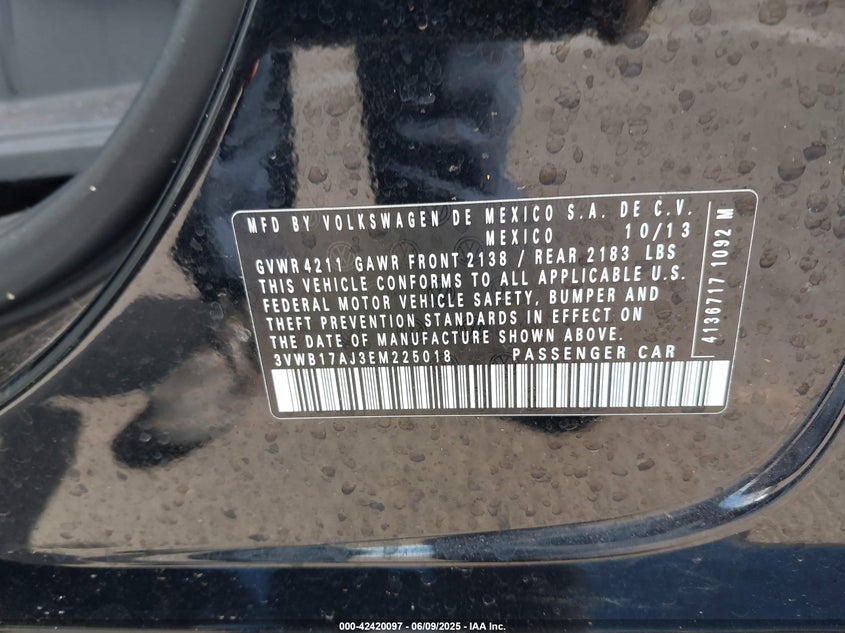 MFD BY VOLKSWAGEN DE MEXICO S.A. DE C.V.
MEXICO 10/13
GVWR 4211 GAWR FRONT 2138 / REAR 2183 LBS
THIS VEHICLE CONFORMS TO ALL APPLICABLE U.S.
FEDERAL MOTOR VEHICLE SAFETY, BUMPER AND
THEFT PREVENTION STANDARDS IN EFFECT ON
THE DATE OF MANUFACTURE SHOWN ABOVE.
3VWB17AJ3EM225018 PASSENGER CAR
4136717 1092 M
000-42420097 - 06/09/2025 - IAA Inc.